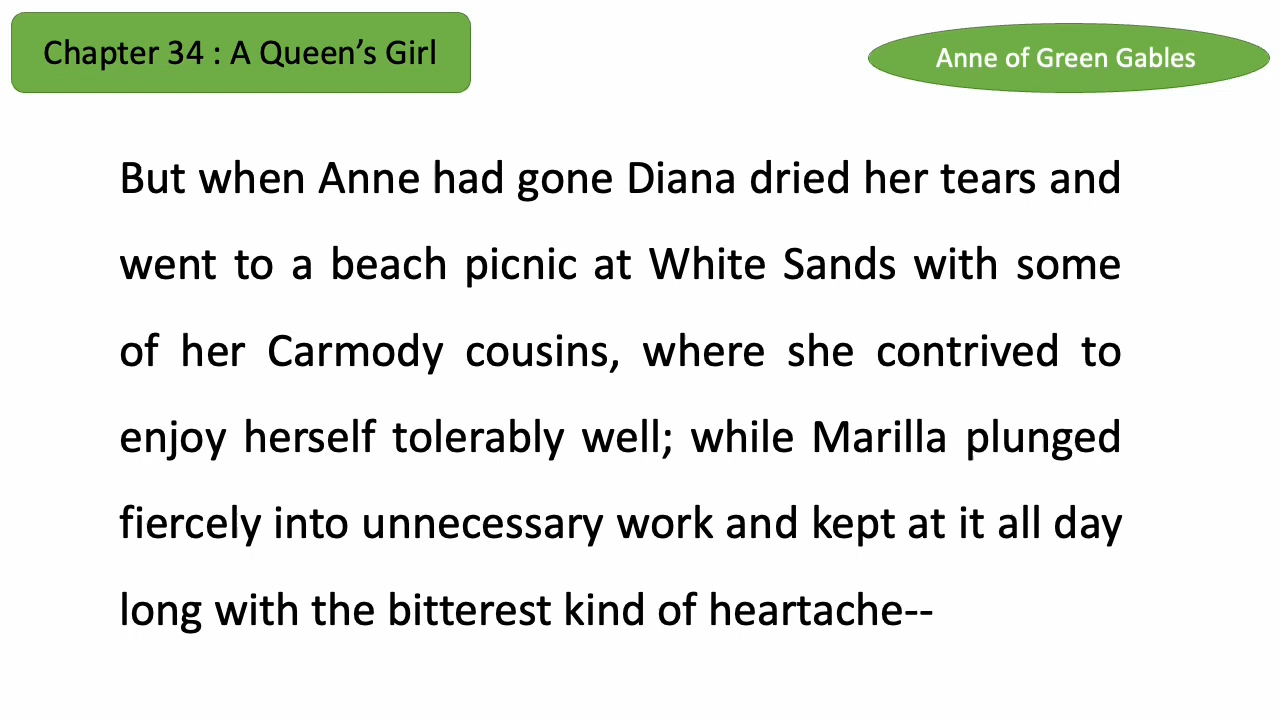 Chapter 34 : A Queen’s Girl
Anne of Green Gables
But when Anne had gone Diana dried her tears and
went to a beach picnic at White Sands with some
of her Carmody cousins, where she contrived to
enjoy herself tolerably well; while Marilla plunged
fiercely into unnecessary work and kept at it all day
long with the bitterest kind of heartache--